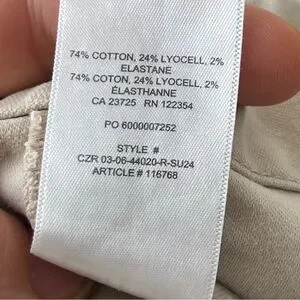 74% COTTON, 24% LYOCELL, 2%
ELASTANE
74% COTON, 24% LYOCELL, 2%
ÉLASTHANNE
CA 23725 RN 122354
PO 6000007252
STYLE #
CZR 03-06-44020-R-SU24
ARTICLE # 116768